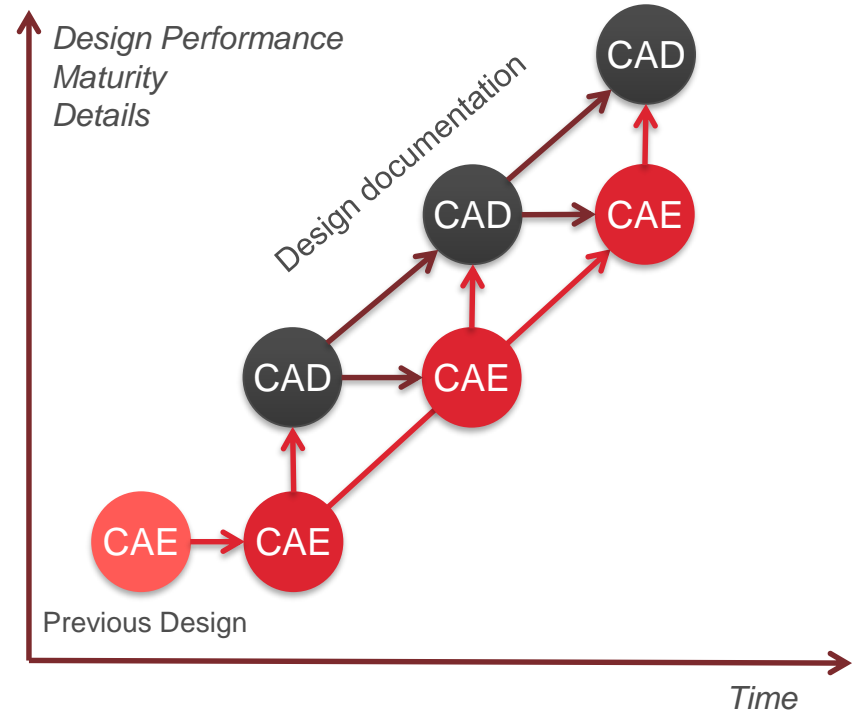 Design Performance
Maturity
Details
CAD
Design documentation
CAD
CAE
CAD
CAE
CAE
CAE
Previous Design
Time